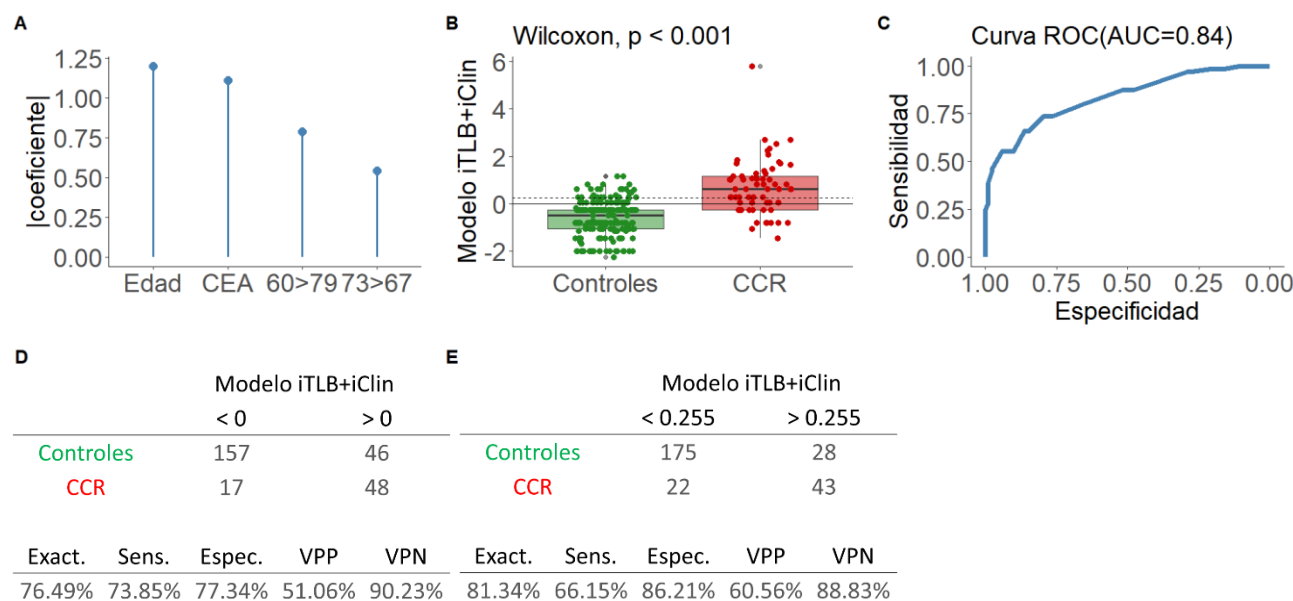 A
|coeficiente|
1.25
1.00
0.75
0.50
0.25
0.00
Edad CEA 60>79 73>67
B
Wilcoxon, p < 0.001
Modelo iTLB+iClin
6
4
2
0
-2
Controles CCR
C
Curva ROC(AUC=0.84)
Sensibilidad
1.00
0.75
0.50
0.25
0.00
1.00 0.75 0.50 0.25 0.00
Especificidad
D
Modelo iTLB+iClin
< 0 > 0
Controles 157 46
CCR 17 48
Exact. Sens. Espec. VPP VPN
76.49% 73.85% 77.34% 51.06% 90.23%
E
Modelo iTLB+iClin
< 0.255 > 0.255
Controles 175 28
CCR 22 43
Exact. Sens. Espec. VPP VPN
81.34% 66.15% 86.21% 60.56% 88.83%